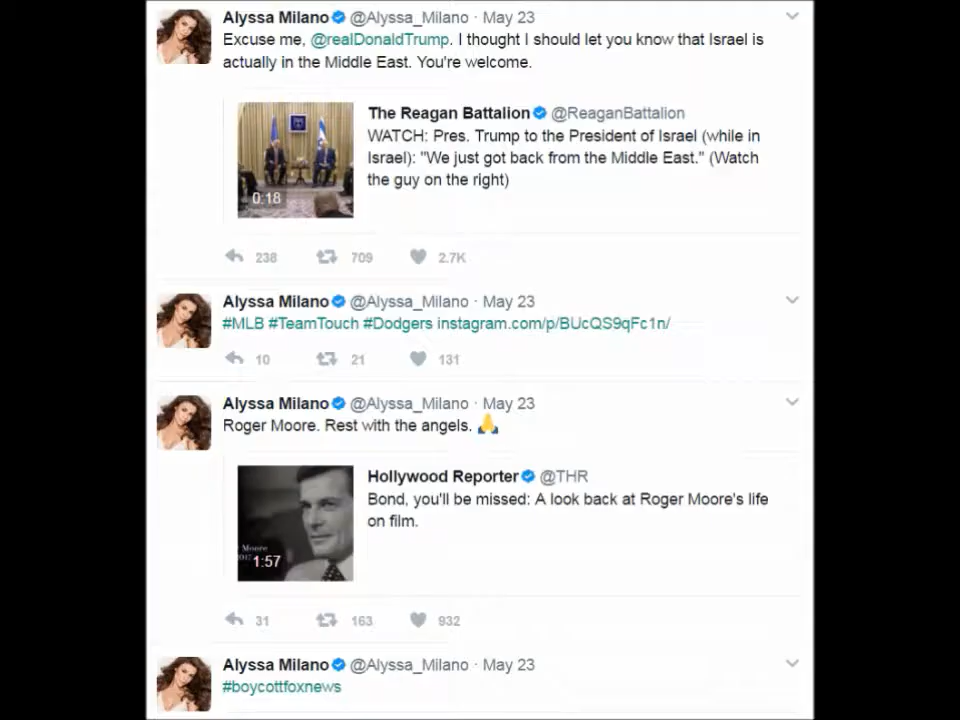 Alyssa Milano @Alyssa_Milano · May 23
Excuse me, @realDonaldTrump. I thought I should let you know that Israel is
actually in the Middle East. You're welcome.
The Reagan Battalion @ReaganBattalion
WATCH: Pres. Trump to the President of Israel (while in
Israel): "We just got back from the Middle East." (Watch
the guy on the right)
0:18
238 709 2.7K
Alyssa Milano @Alyssa_Milano · May 23
#MLB #TeamTouch #Dodgers instagram.com/p/BUcQS9qFc1n/
10 21 131
Alyssa Milano @Alyssa_Milano · May 23
Roger Moore. Rest with the angels. 🙏
Hollywood Reporter @THR
Bond, you'll be missed: A look back at Roger Moore's life
on film.
Moore
1:57
31 163 932
Alyssa Milano @Alyssa_Milano · May 23
#boycottfoxnews